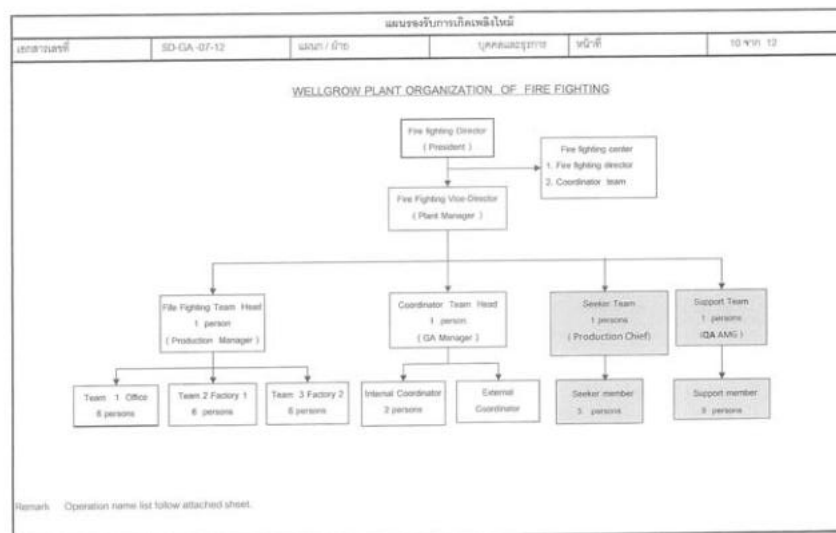 แผนรองรับการเกิดเพลิงไหม้
เอกสารเลขที่ SD-GA -07-12 แผนก / ฝ่าย บุคคลและธุรการ หน้าที่ 10 จาก 12
WELLGROW PLANT ORGANIZATION OF FIRE FIGHTING
Fire fighting Director
( President )
Fire fighting center
1. Fire fighting director
2. Coordinator team
Fire Fighting Vice-Director
( Plant Manager )
File Fighting Team Head
1 person
( Production Manager )
Coordinator Team Head
1 person
( GA Manager )
Seeker Team
1 persons
( Production Chief)
Support Team
1 persons
(QA AMG)
Team 1 Office
6 persons
Team 2 Factory 1
6 persons
Team 3 Factory 2
6 persons
Internal Coordinator
persons
External
Coordinator
Seeker member
persons
Support member
persons
Remark Operation name list follow attached sheet.